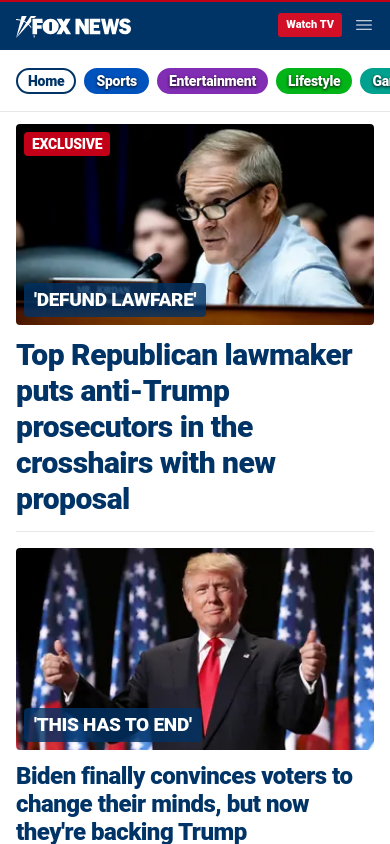 FOX NEWS
Watch TV
Home
Sports
Entertainment
Lifestyle
EXCLUSIVE
'DEFUND LAWFARE'
Top Republican lawmaker
puts anti-Trump
prosecutors in the
crosshairs with new
proposal
'THIS HAS TO END'
Biden finally convinces voters to
change their minds, but now
they're backing Trump